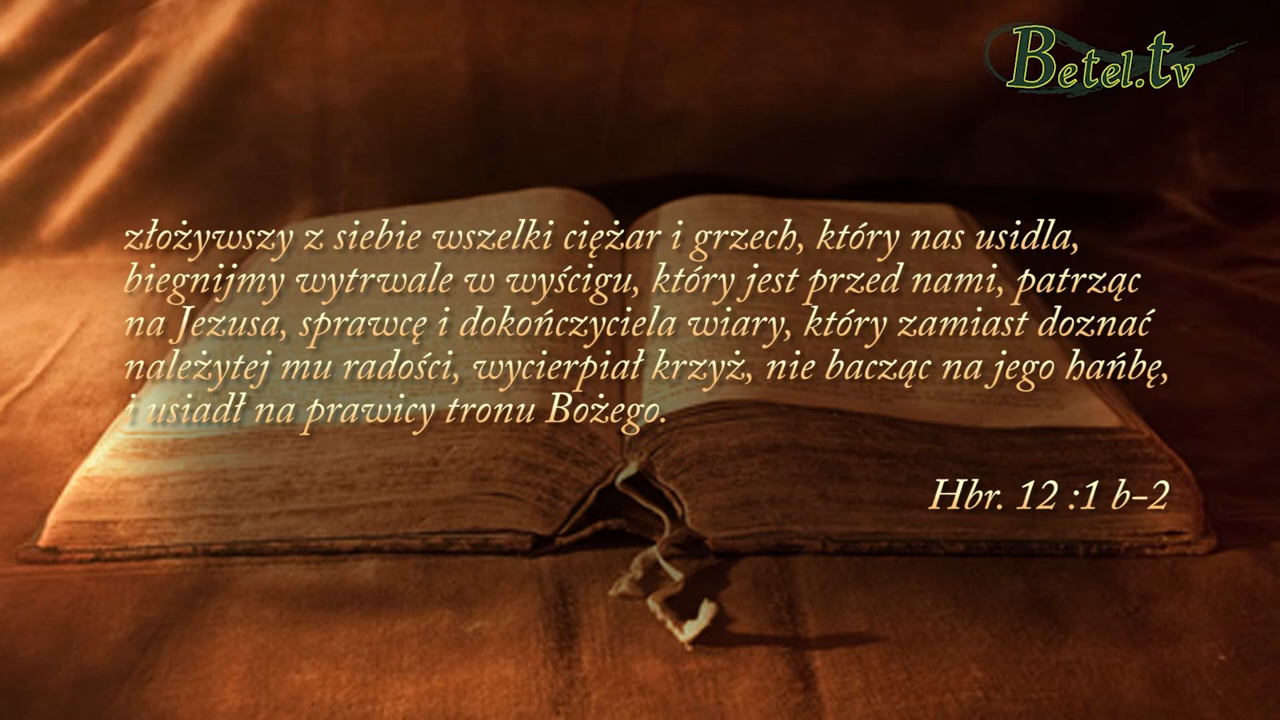 Betel.tv
złożywszy z siebie wszelki ciężar i grzech, który nas usidla,
biegnijmy wytrwale w wyścigu, który jest przed nami, patrząc
na Jezusa, sprawcę i dokończyciela wiary, który zamiast doznać
należytej mu radości, wycierpiał krzyż, nie bacząc na jego hańbę,
i usiadł na prawicy tronu Bożego.
Hbr. 12 :1 b-2